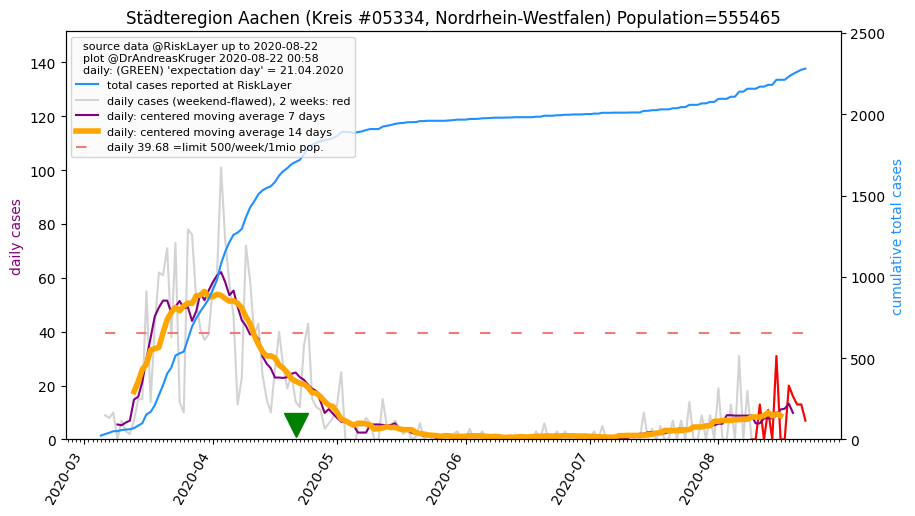 Städteregion Aachen (Kreis #05334, Nordrhein-Westfalen) Population=555465
source data @RiskLayer up to 2020-08-22
plot @DrAndreasKruger 2020-08-22 00:58
daily: (GREEN) 'expectation day' = 21.04.2020
total cases reported at RiskLayer
daily cases (weekend-flawed), 2 weeks: red
daily: centered moving average 7 days
daily: centered moving average 14 days
daily 39.68 =limit 500/week/1mio pop.
daily cases
140
120
100
80
60
40
20
0
2500
2000
1500
1000
500
0
cumulative total cases
2020-03
2020-04
2020-05
2020-06
2020-07
2020-08